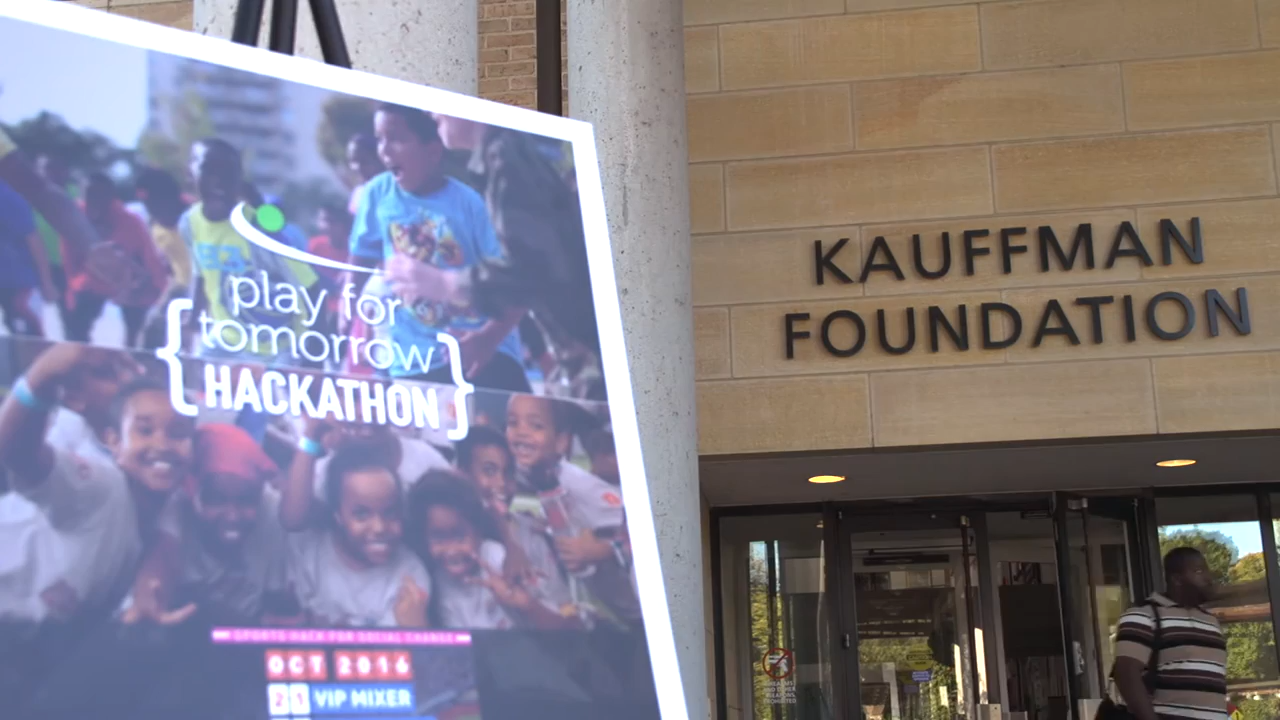 play for
tomorrow
{HACKATHON}
SPORTS HACK FOR SOCIAL CHANGE
OCT 2016
21 VIP MIXER
KAUFFMAN
FOUNDATION